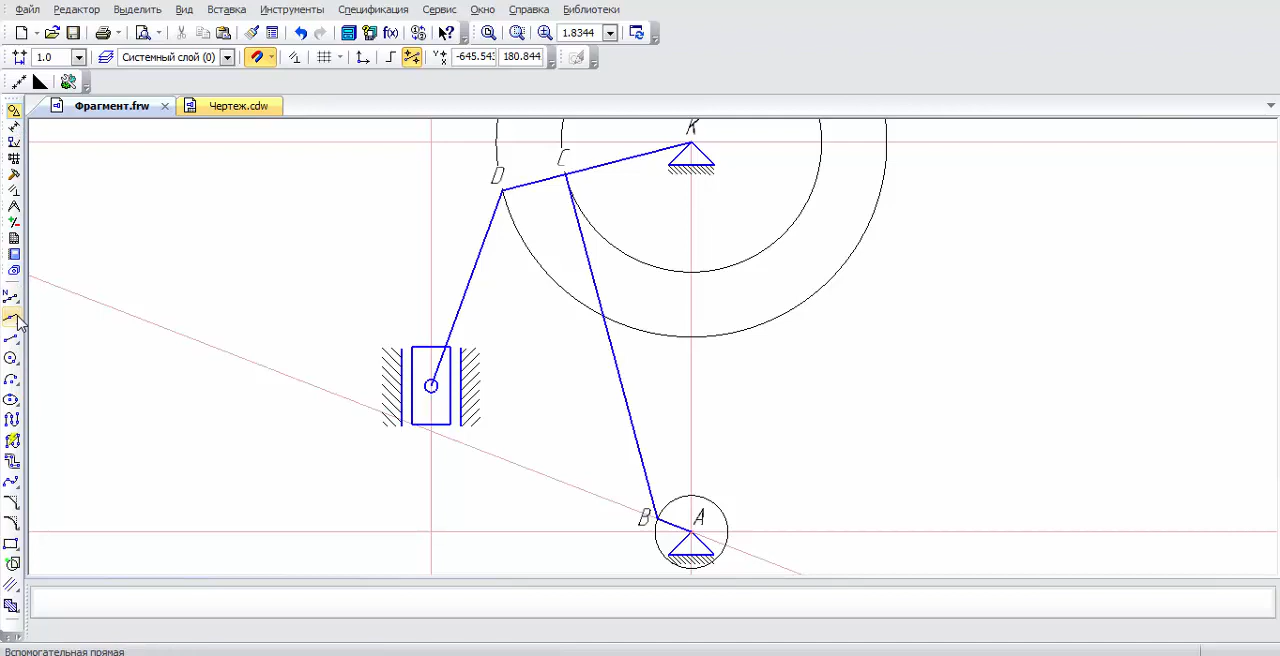 Файл Редактор Выделить Вид Вставка Инструменты Спецификация Сервис Окно Справка Библиотеки
f(x) 1.8344
1.0 Системный слой (0) -645.543 180.844
Фрагмент.frw Чертеж.cdw
K
C
D
B A
N
Вспомогательная прямая